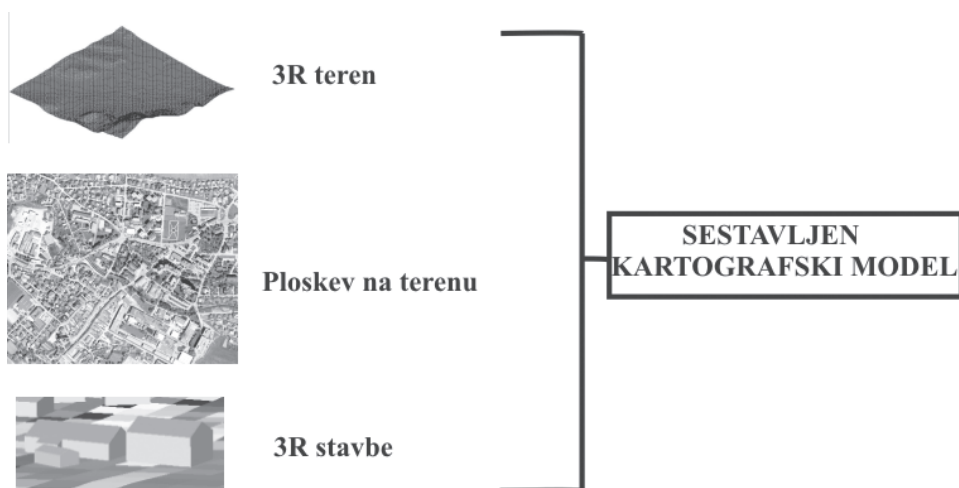 3R teren
Ploskev na terenu
3R stavbe
SESTAVLJEN
KARTOGRAFSKI MODEL